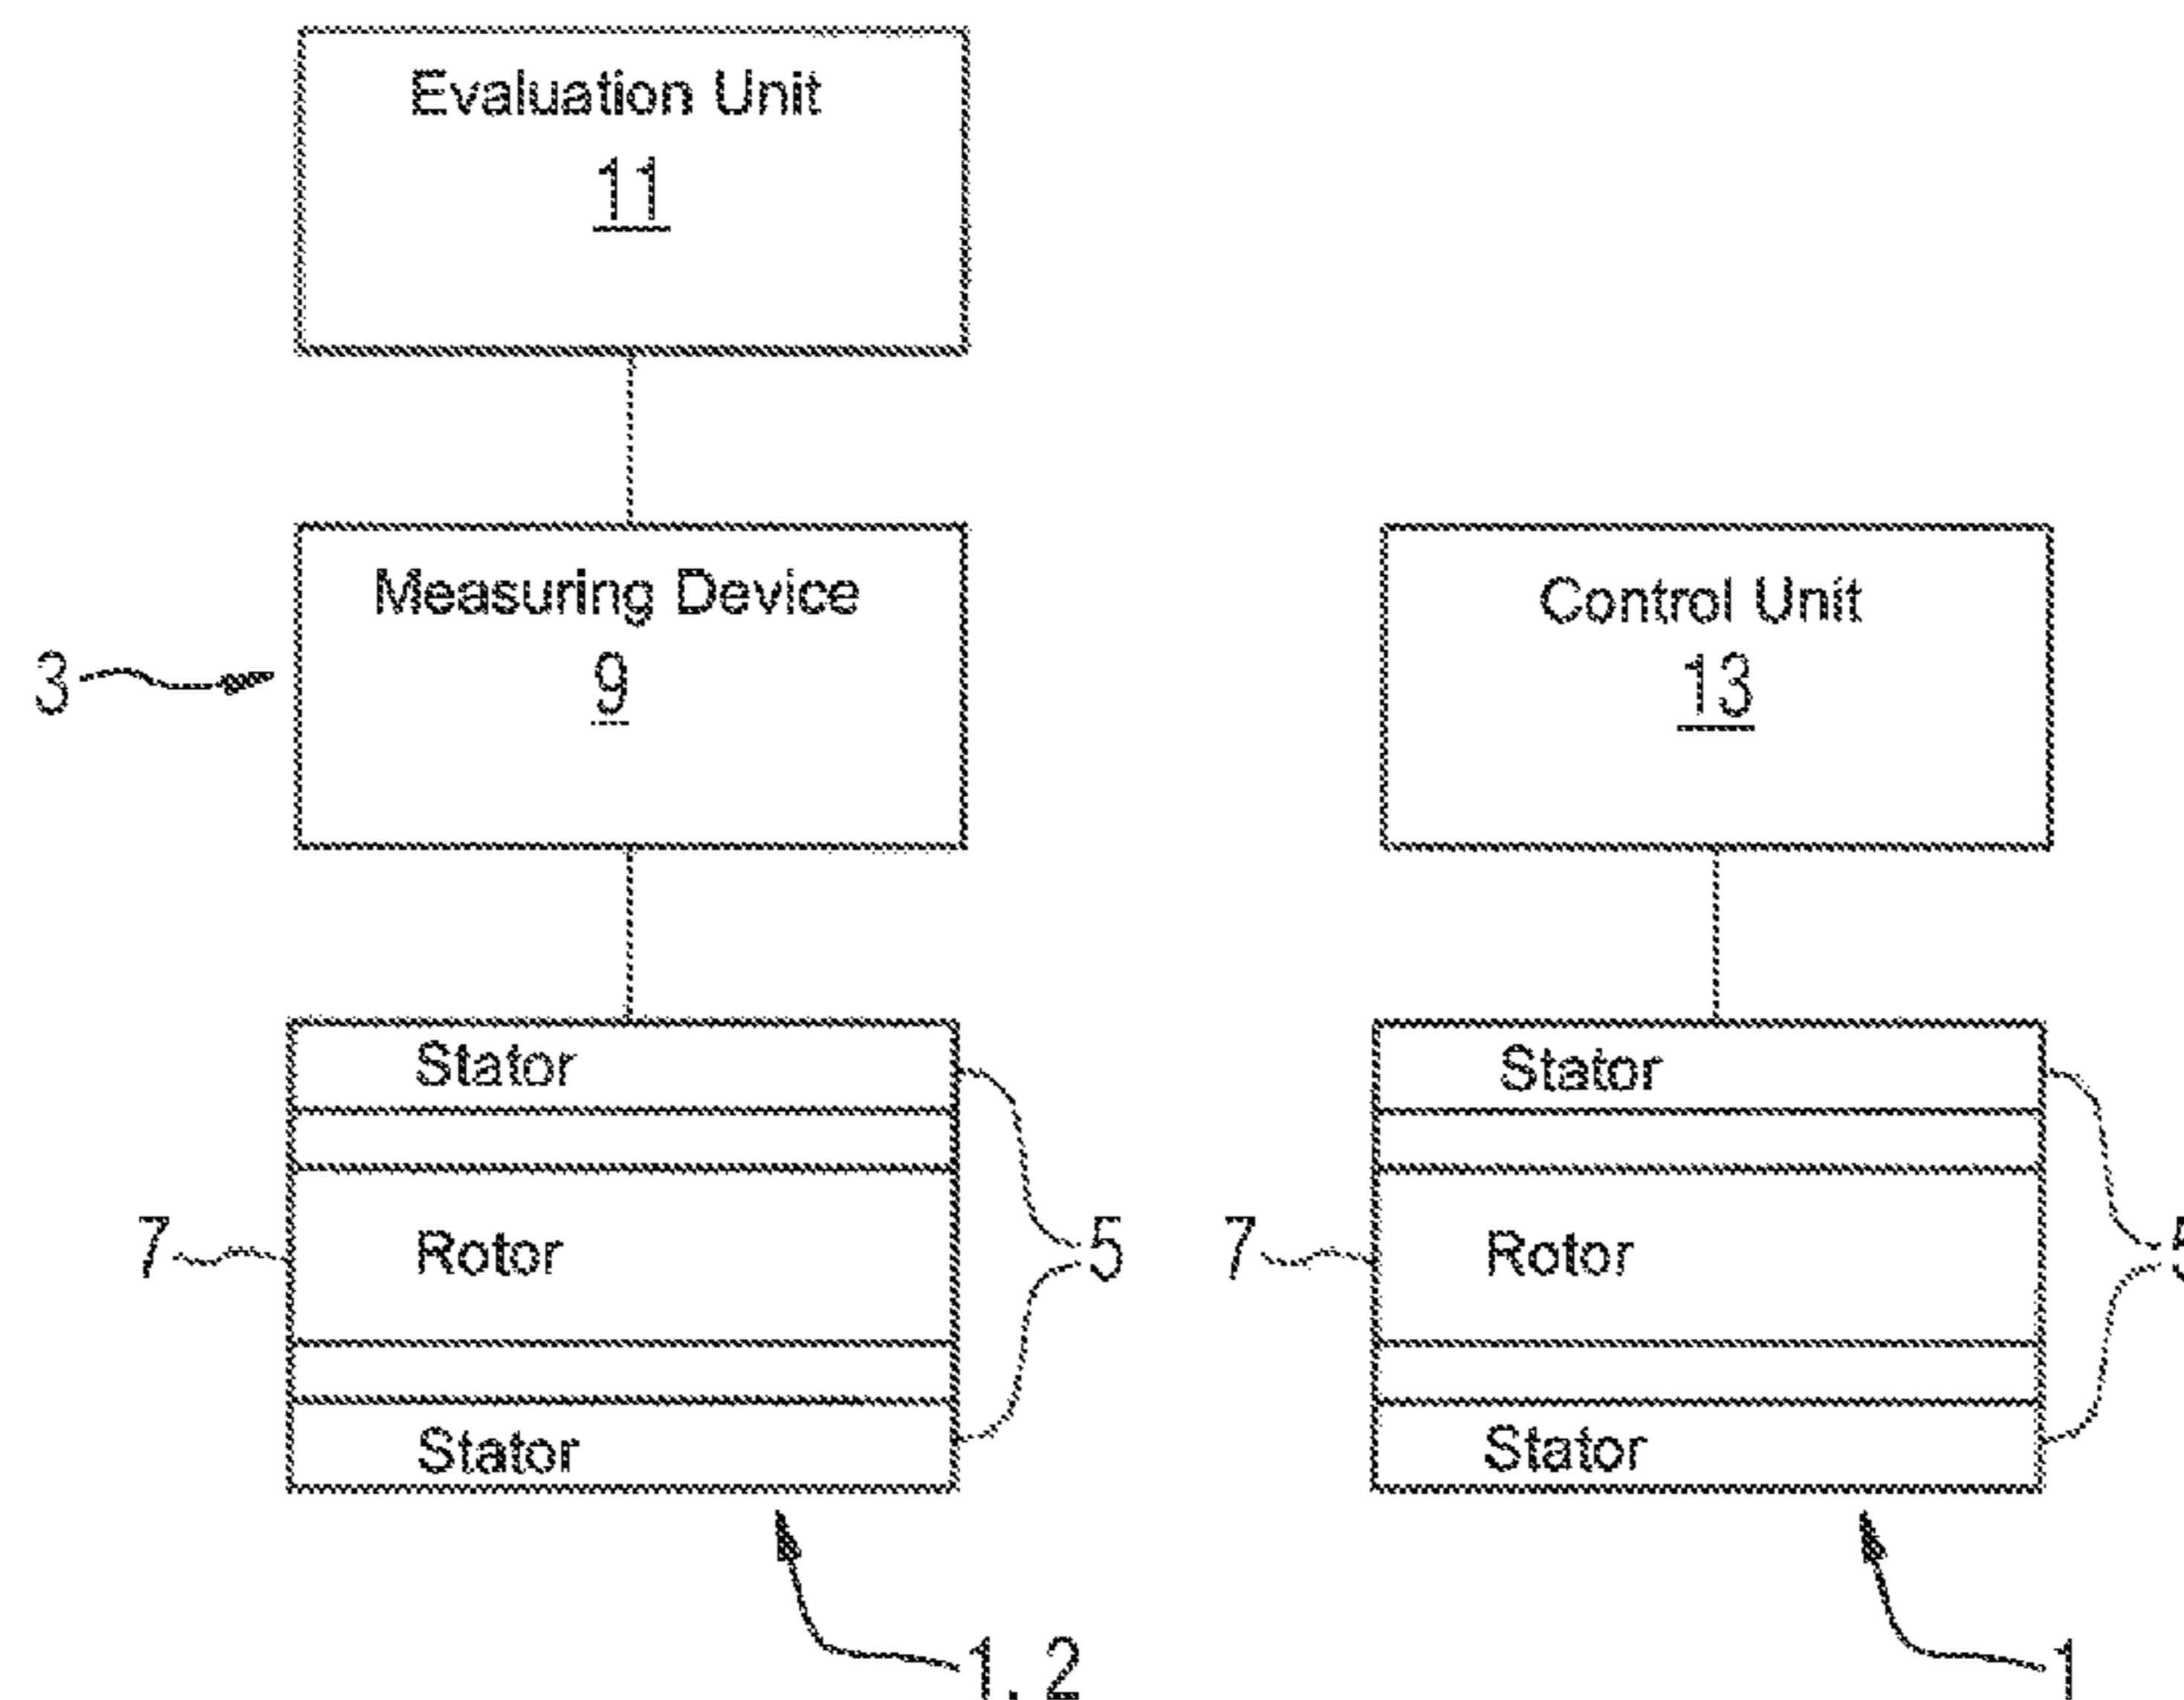 Evaluation Unit
11
Measuring Device
9
3
Control Unit
13
Stator
Rotor
Stator
7
5
1, 2
Stator
Rotor
Stator
7
5
1